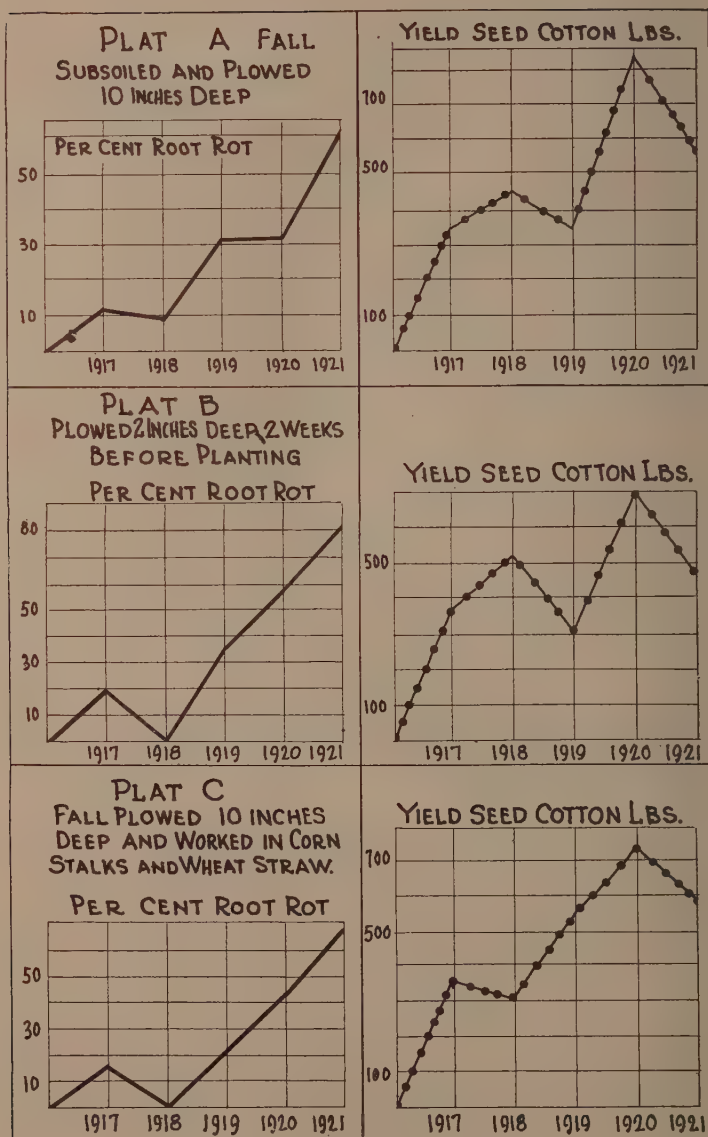 PLAT A FALL
SUBSOILED AND PLOWED
10 INCHES DEEP
PER CENT ROOT ROT
50
30
10
1917 1918 1919 1920 1921
YIELD SEED COTTON LBS.
700
500
100
1917 1918 1919 1920 1921
PLAT B
PLOWED 2 INCHES DEEP, 2 WEEKS
BEFORE PLANTING
PER CENT ROOT ROT
80
50
30
10
1917 1918 1919 1920 1921
YIELD SEED COTTON LBS.
500
100
1917 1918 1919 1920 1921
PLAT C
FALL PLOWED 10 INCHES
DEEP AND WORKED IN CORN
STALKS AND WHEAT STRAW.
PER CENT ROOT ROT
50
30
10
1917 1918 1919 1920 1921
YIELD SEED COTTON LBS.
700
500
100
1917 1918 1919 1920 1921